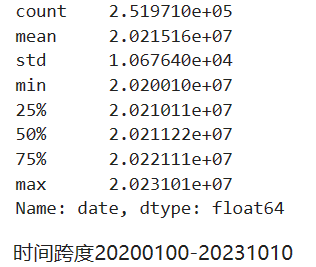 count    2.519710e+05
mean     2.021516e+07
std      1.067640e+04
min      2.020010e+07
25%      2.021011e+07
50%      2.021122e+07
75%      2.022111e+07
max      2.023101e+07
Name: date, dtype: float64
时间跨度20200100-20231010